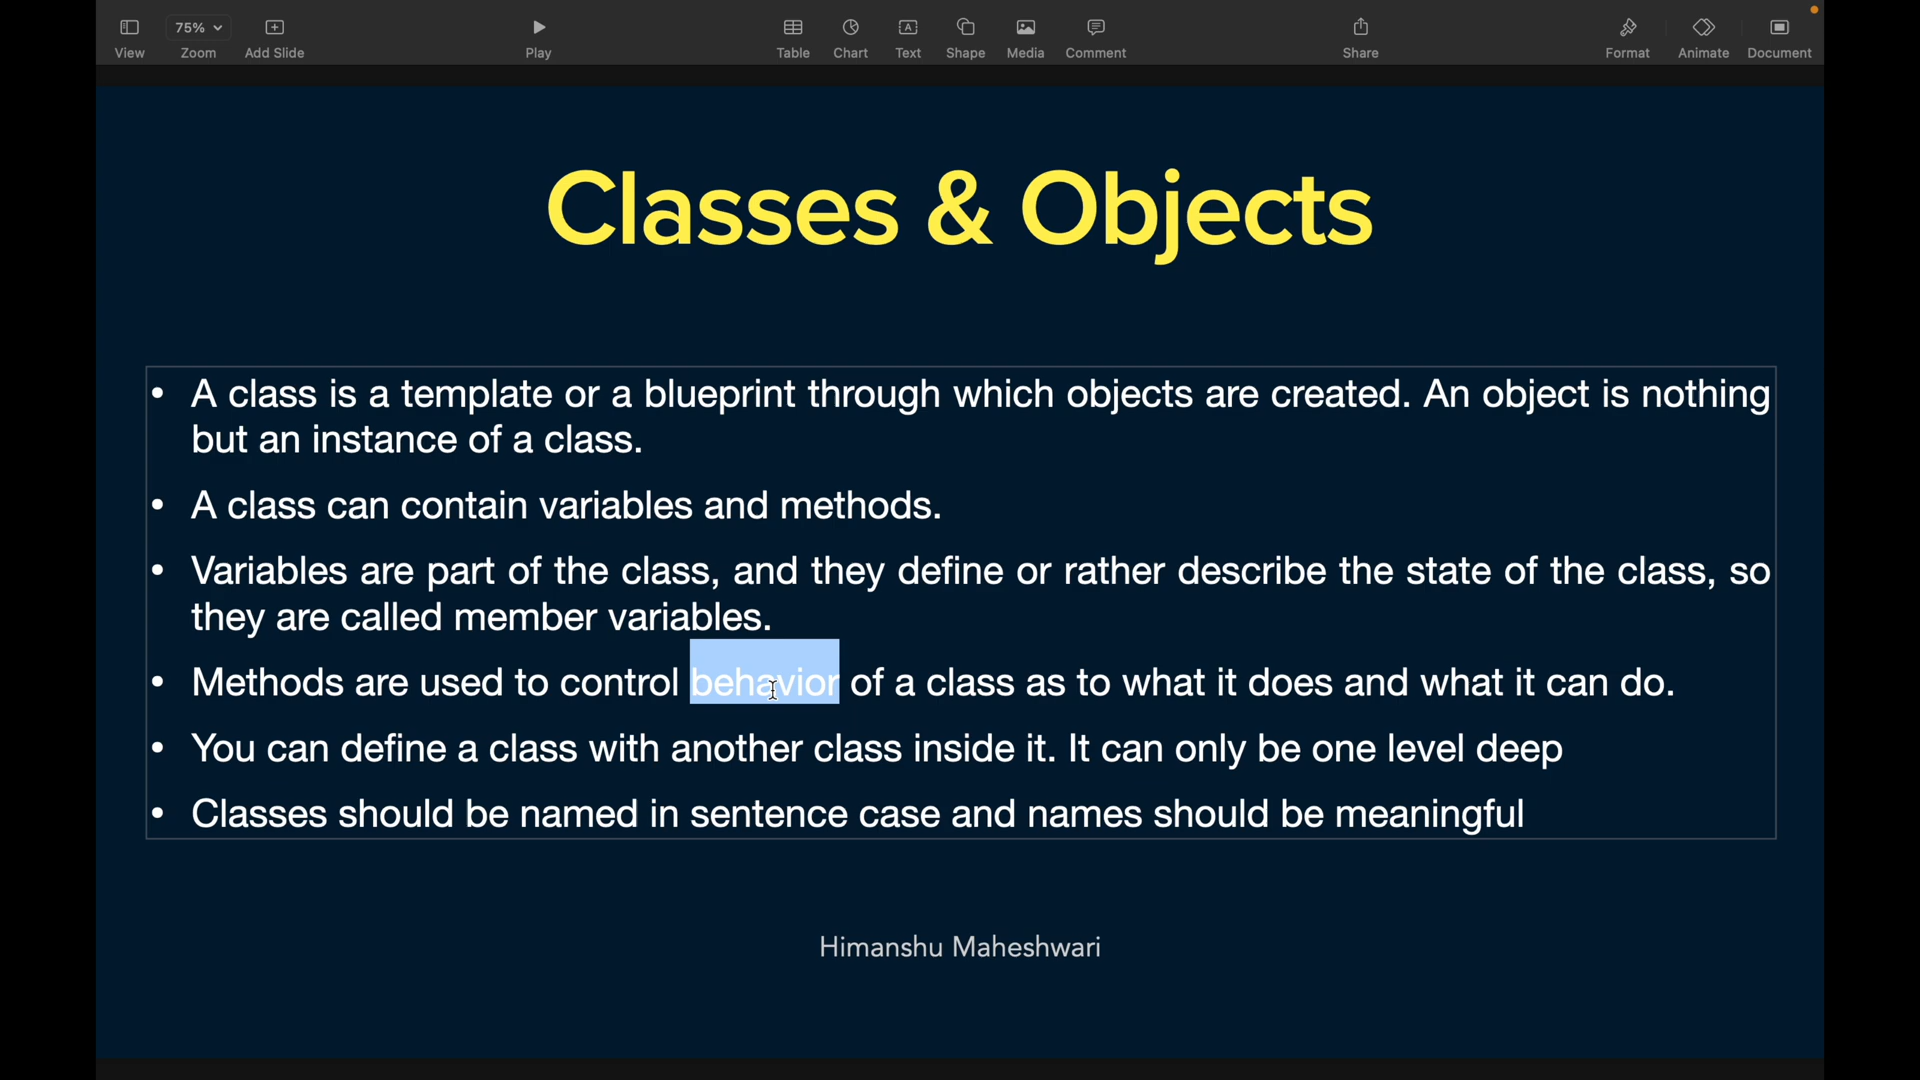 View
75%
Zoom
Add Slide
Play
Table
Chart
Text
Shape
Media
Comment
Share
Format
Animate
Document
Classes & Objects
• A class is a template or a blueprint through which objects are created. An object is nothing
but an instance of a class.
• A class can contain variables and methods.
• Variables are part of the class, and they define or rather describe the state of the class, so
they are called member variables.
• Methods are used to control behavior of a class as to what it does and what it can do.
• You can define a class with another class inside it. It can only be one level deep
• Classes should be named in sentence case and names should be meaningful
Himanshu Maheshwari